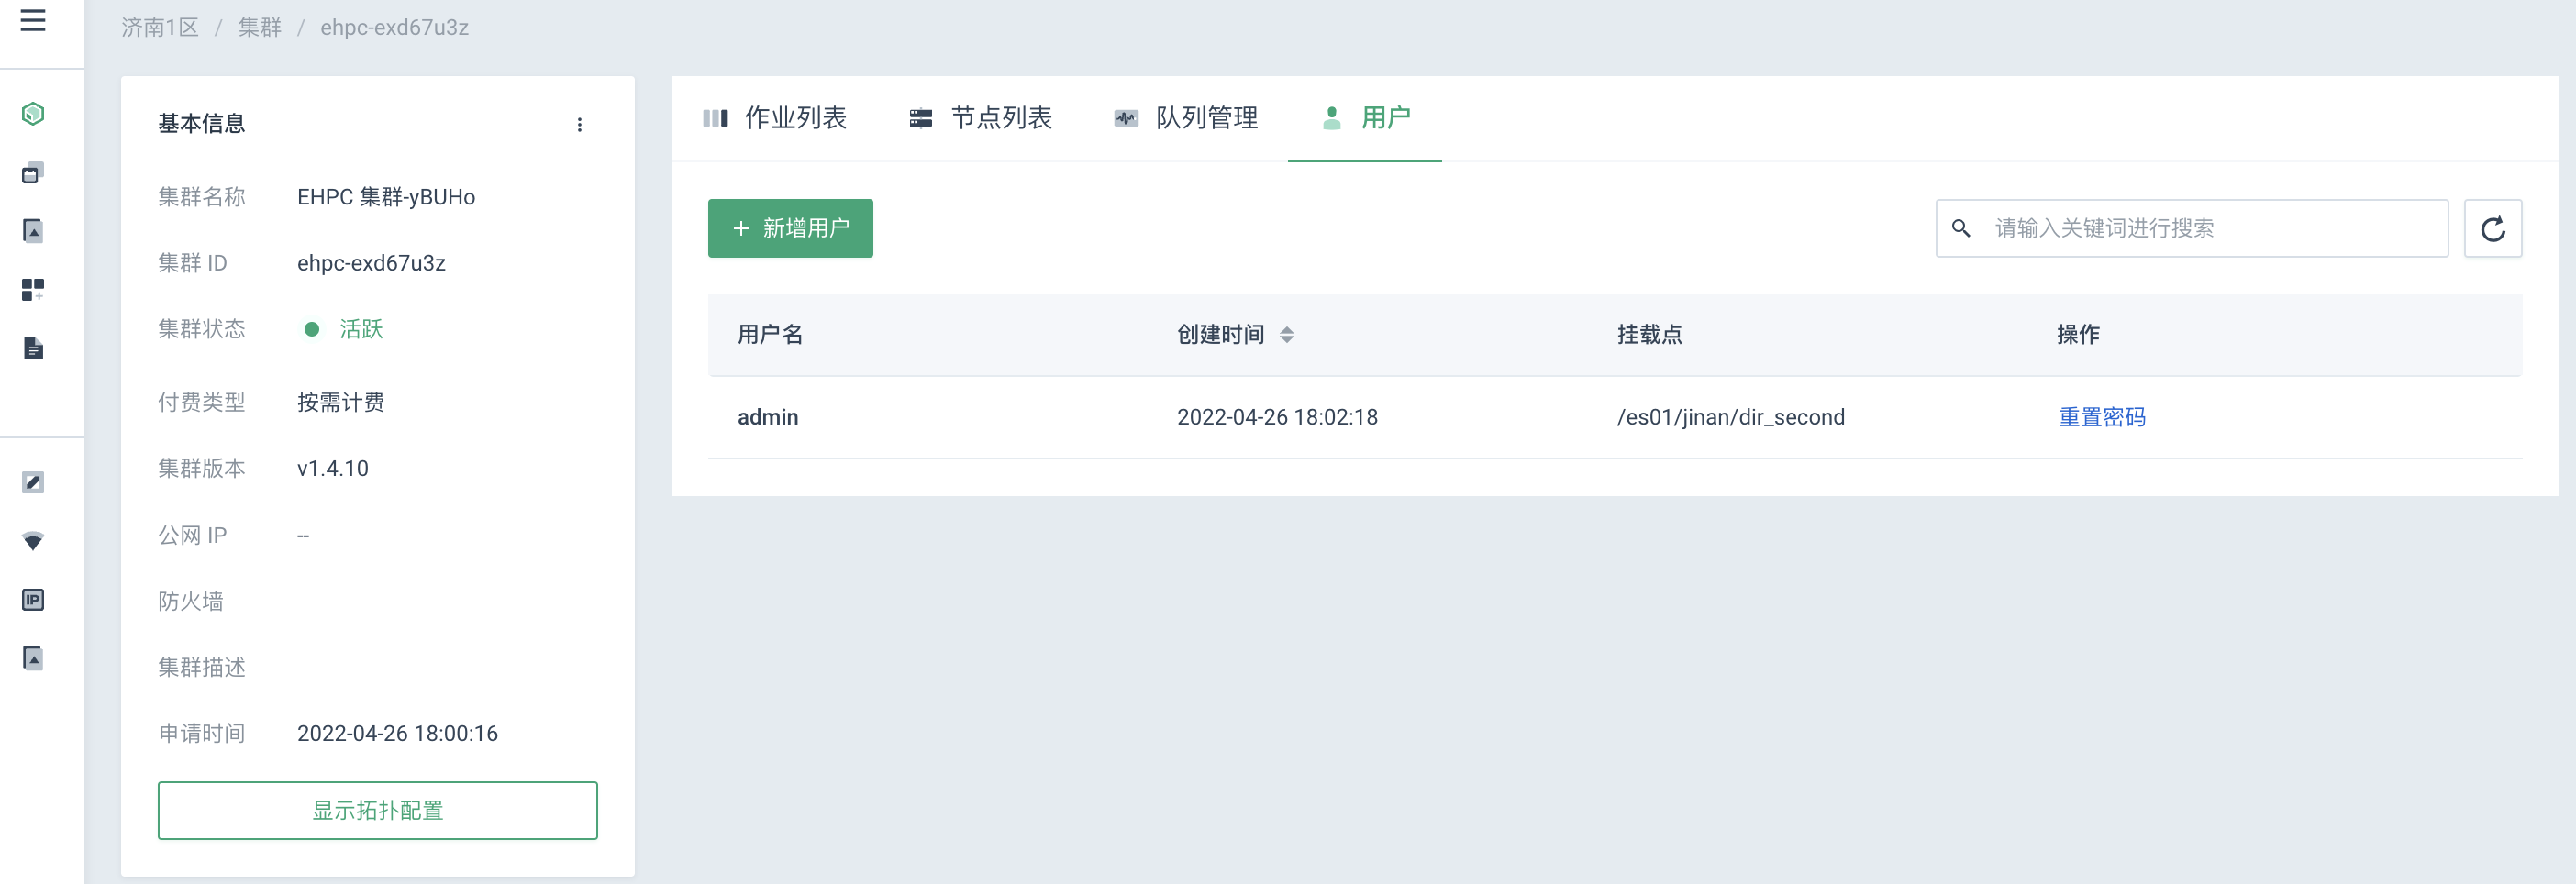 济南1区 / 集群 / ehpc-exd67u3z
基本信息
集群名称 EHPC 集群-yBUHo
集群 ID ehpc-exd67u3z
集群状态 活跃
付费类型 按需计费
集群版本 v1.4.10
公网 IP --
防火墙
集群描述
申请时间 2022-04-26 18:00:16
显示拓扑配置
作业列表 节点列表 队列管理 用户
+ 新增用户
请输入关键词进行搜索
用户名 创建时间 挂载点 操作
admin 2022-04-26 18:02:18 /es01/jinan/dir_second 重置密码
IP